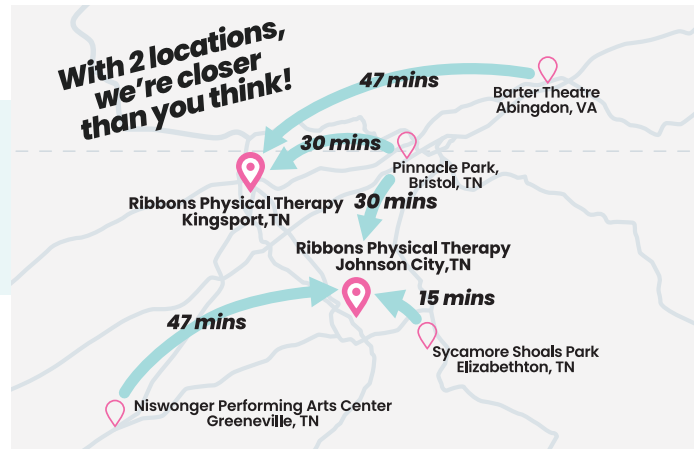 With 2 locations,
we're closer
than you think!
47 mins
Barter Theatre
Abingdon, VA
30 mins
Pinnacle Park,
Bristol, TN
Ribbons Physical Therapy
Kingsport,TN
30 mins
Ribbons Physical Therapy
Johnson City,TN
15 mins
47 mins
Sycamore Shoals Park
Elizabethton, TN
Niswonger Performing Arts Center
Greeneville, TN